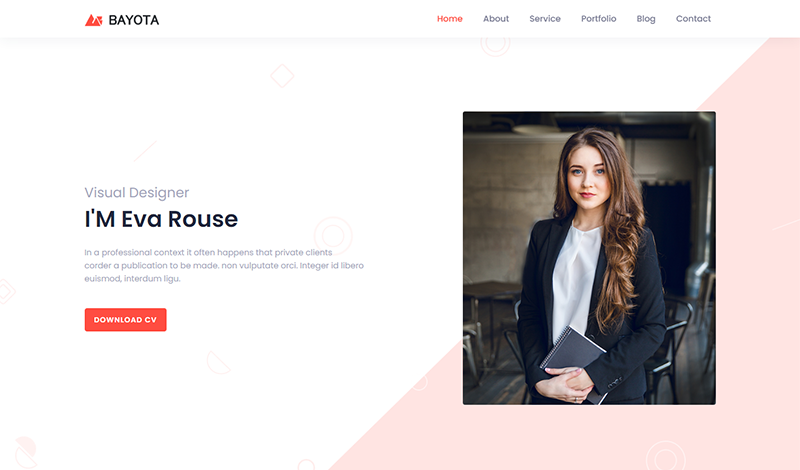 BAYOTA
Home About Service Portfolio Blog Contact
Visual Designer
I'M Eva Rouse
In a professional context it often happens that private clients
corder a publication to be made. non vulputate orci. Integer id libero
euismod, interdum ligu.
DOWNLOAD CV